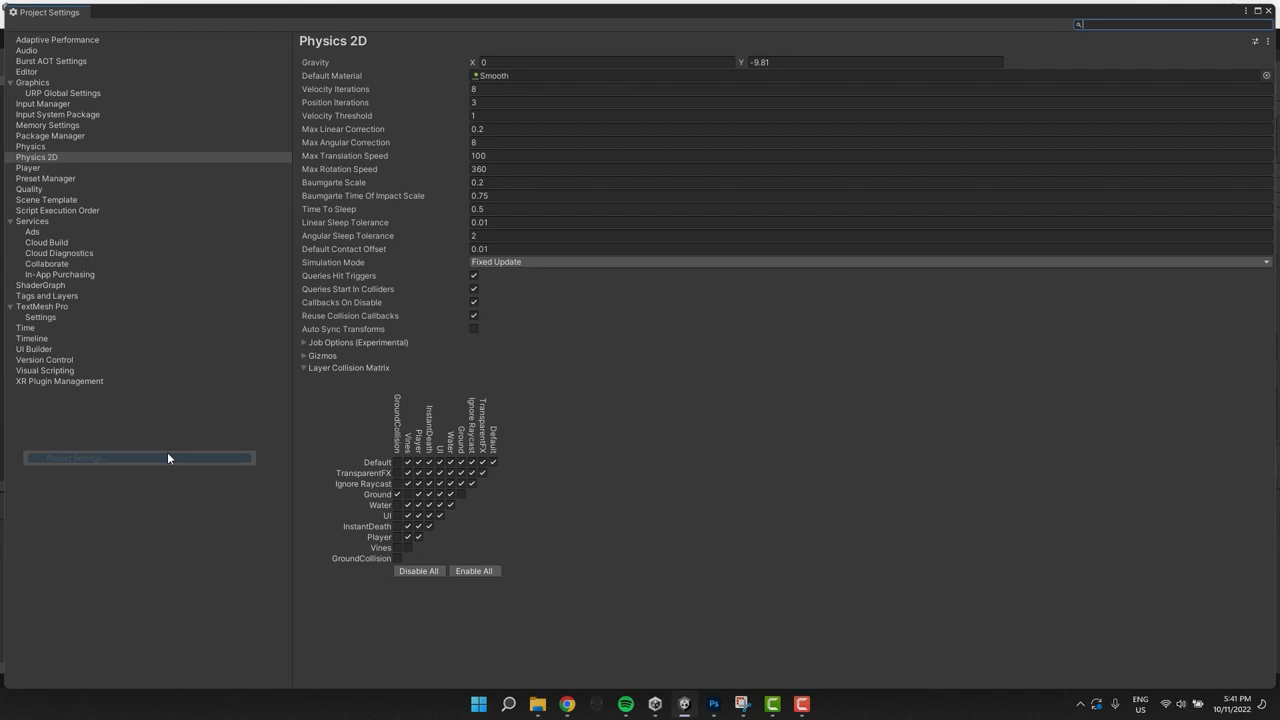 Project Settings
Adaptive Performance
Audio
Burst AOT Settings
Editor
Graphics
URP Global Settings
Input Manager
Input System Package
Memory Settings
Package Manager
Physics
Physics 2D
Player
Preset Manager
Quality
Scene Template
Script Execution Order
Services
Ads
Cloud Build
Cloud Diagnostics
Collaborate
In-App Purchasing
ShaderGraph
Tags and Layers
TextMesh Pro
Settings
Time
Timeline
UI Builder
Version Control
Visual Scripting
XR Plugin Management
Project Settings...
Physics 2D
Gravity X 0 Y -9.81
Default Material Smooth
Velocity Iterations 8
Position Iterations 3
Velocity Threshold 1
Max Linear Correction 0.2
Max Angular Correction 8
Max Translation Speed 100
Max Rotation Speed 360
Baumgarte Scale 0.2
Baumgarte Time Of Impact Scale 0.75
Time To Sleep 0.5
Linear Sleep Tolerance 0.01
Angular Sleep Tolerance 2
Default Contact Offset 0.01
Simulation Mode Fixed Update
Queries Hit Triggers
Queries Start In Colliders
Callbacks On Disable
Reuse Collision Callbacks
Auto Sync Transforms
Job Options (Experimental)
Gizmos
Layer Collision Matrix
GroundCollision
Vines
Player
InstantDeath
UI
Water
Ground
Ignore Raycast
TransparentFX
Default
Default
TransparentFX
Ignore Raycast
Ground
Water
UI
InstantDeath
Player
Vines
GroundCollision
Disable All Enable All
ENG
US
5:41 PM
10/11/2022